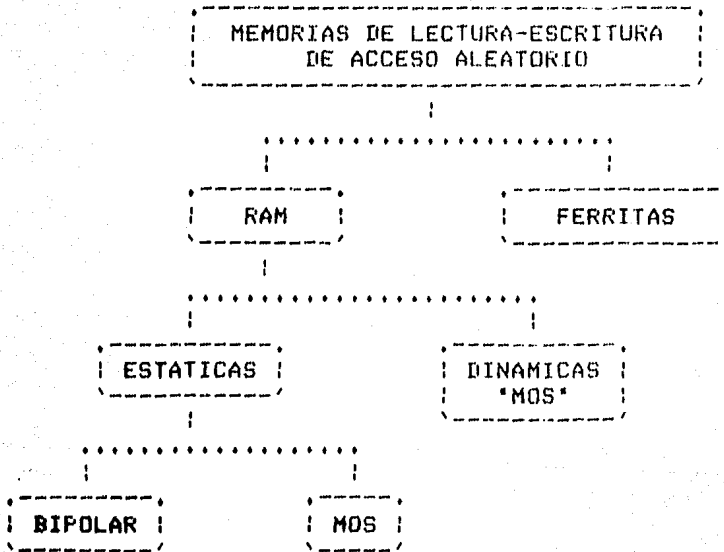 MEMORIAS DE LECTURA-ESCRITURA
DE ACCESO ALEATORIO
RAM
FERRITAS
ESTATICAS
DINAMICAS
"MOS"
BIPOLAR
MOS